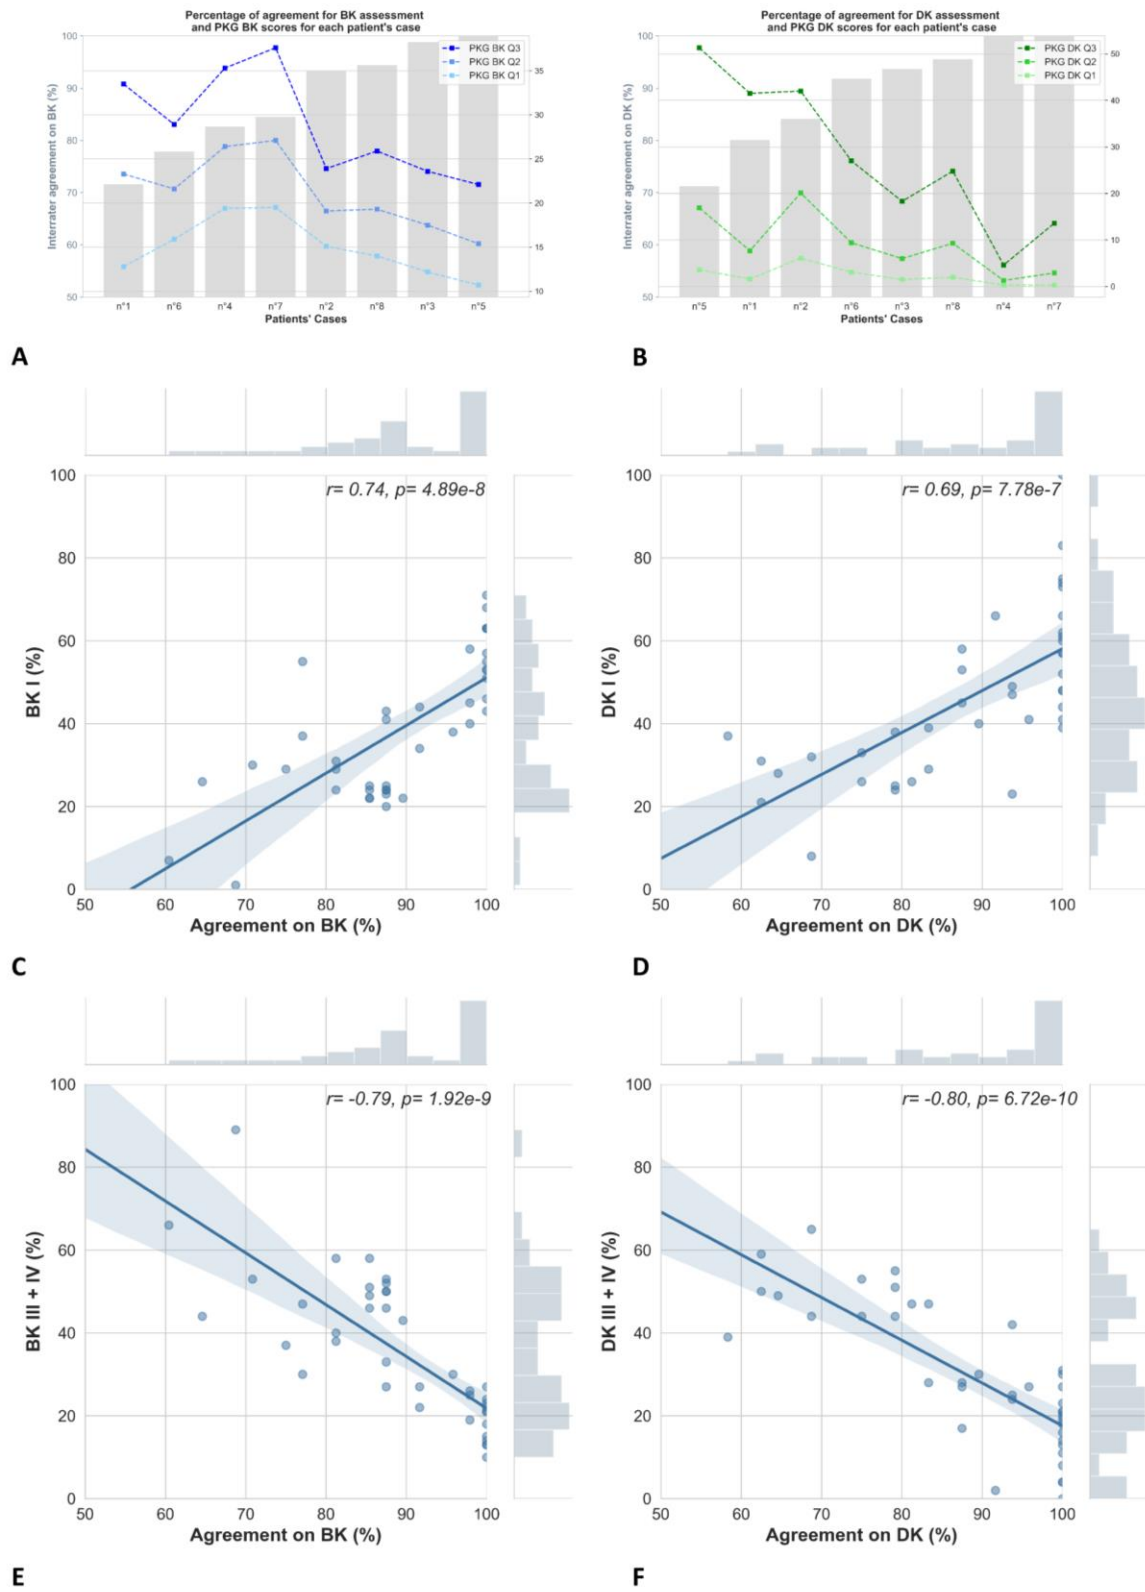 Percentage of agreement for BK assessment
and PKG BK scores for each patient's case
Interrater agreement on BK (%)
100
90
80
70
60
50
PKG BK Q3
PKG BK Q2
PKG BK Q1
35
30
25
20
15
10
n°1 n°6 n°4 n°7 n°2 n°8 n°3 n°5
Patients' Cases
A
Percentage of agreement for DK assessment
and PKG DK scores for each patient's case
Interrater agreement on DK (%)
100
90
80
70
60
50
PKG DK Q3
PKG DK Q2
PKG DK Q1
50
40
30
20
10
0
n°5 n°1 n°2 n°6 n°3 n°8 n°4 n°7
Patients' Cases
B
r= 0.74, p= 4.89e-8
BK I (%)
100
80
60
40
20
0
50 60 70 80 90 100
Agreement on BK (%)
C
r= 0.69, p= 7.78e-7
DK I (%)
100
80
60
40
20
0
50 60 70 80 90 100
Agreement on DK (%)
D
r= -0.79, p= 1.92e-9
BK III + IV (%)
100
80
60
40
20
0
50 60 70 80 90 100
Agreement on BK (%)
E
r= -0.80, p= 6.72e-10
DK III + IV (%)
100
80
60
40
20
0
50 60 70 80 90 100
Agreement on DK (%)
F